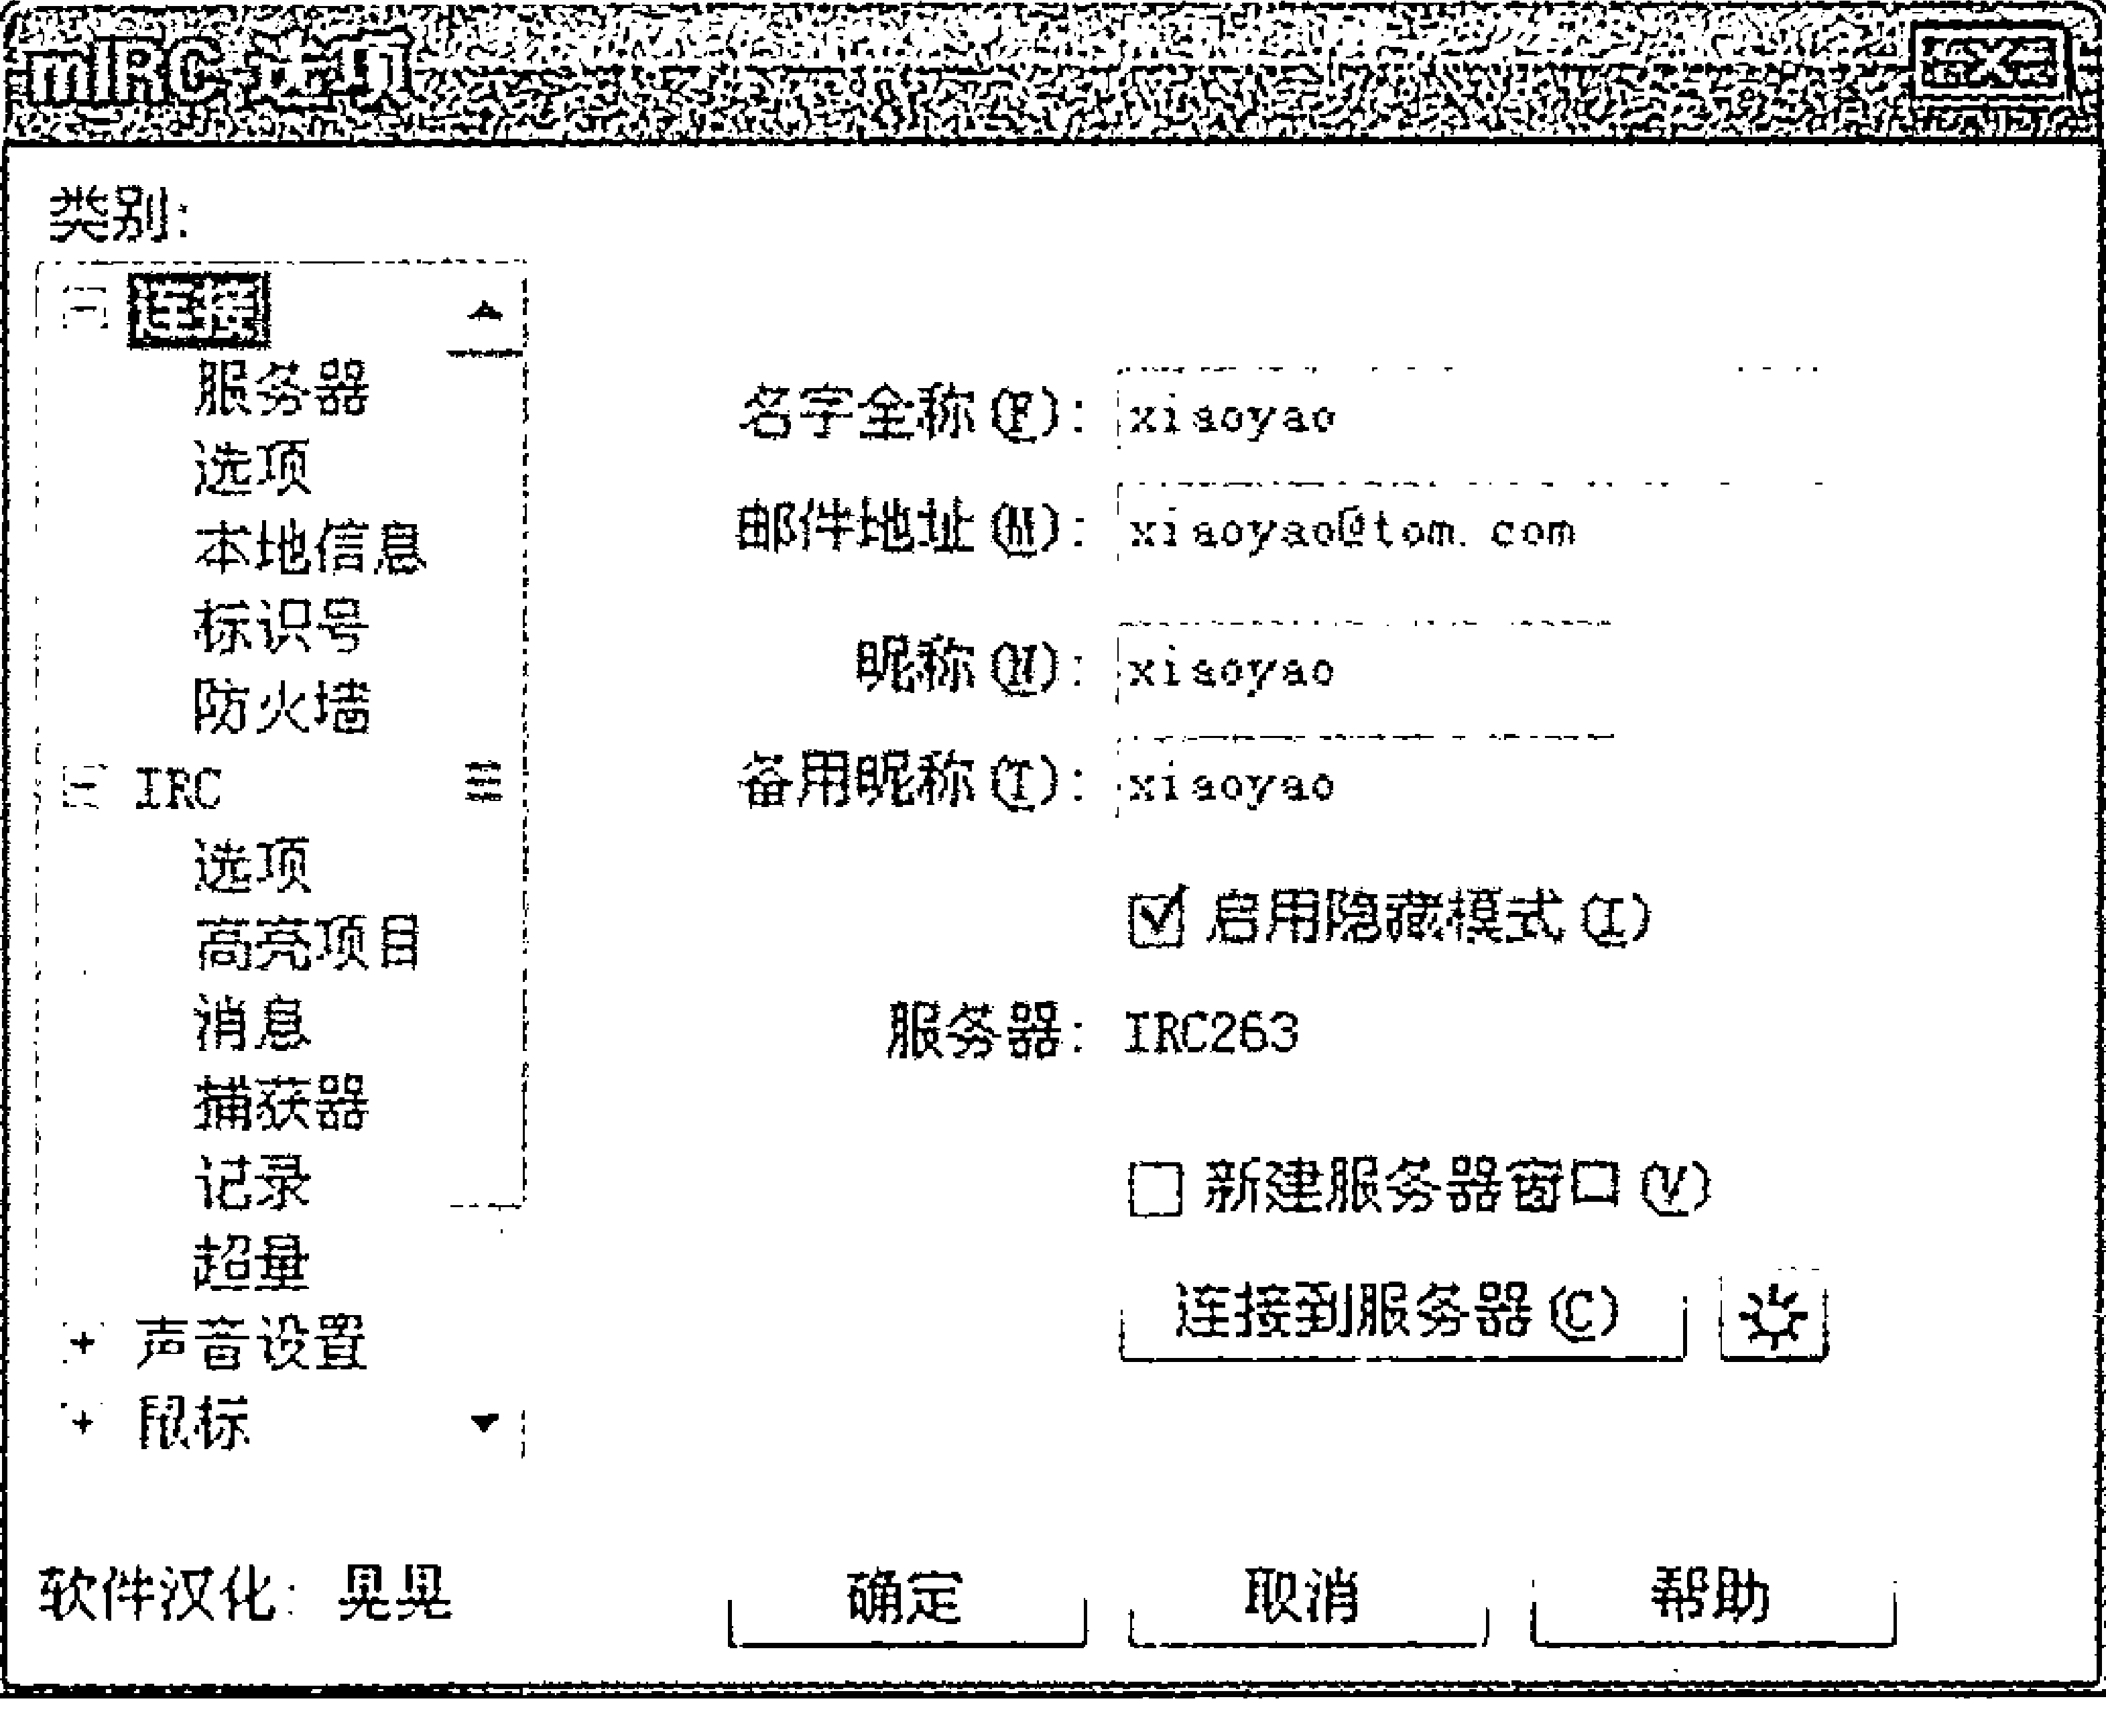 mIRC 选项
类别:
连接
服务器
选项
本地信息
标识号
防火墙
IRC
选项
高亮项目
消息
捕获器
记录
超量
声音设置
鼠标
名字全称(F): xiaoyao
邮件地址(M): xiaoyao@tom.com
昵称(N): xiaoyao
备用昵称(T): xiaoyao
启用隐藏模式(I)
服务器: IRC263
新建服务器窗口(V)
连接到服务器(C)
软件汉化: 晃晃
确定
取消
帮助